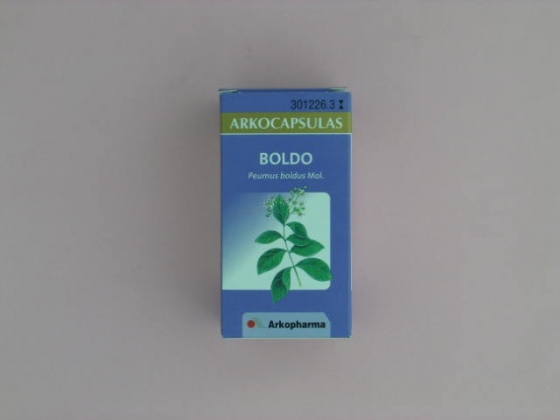 301226.3
ARKOCAPSULAS
BOLDO
Peumus boldus Mol.
Arkopharma